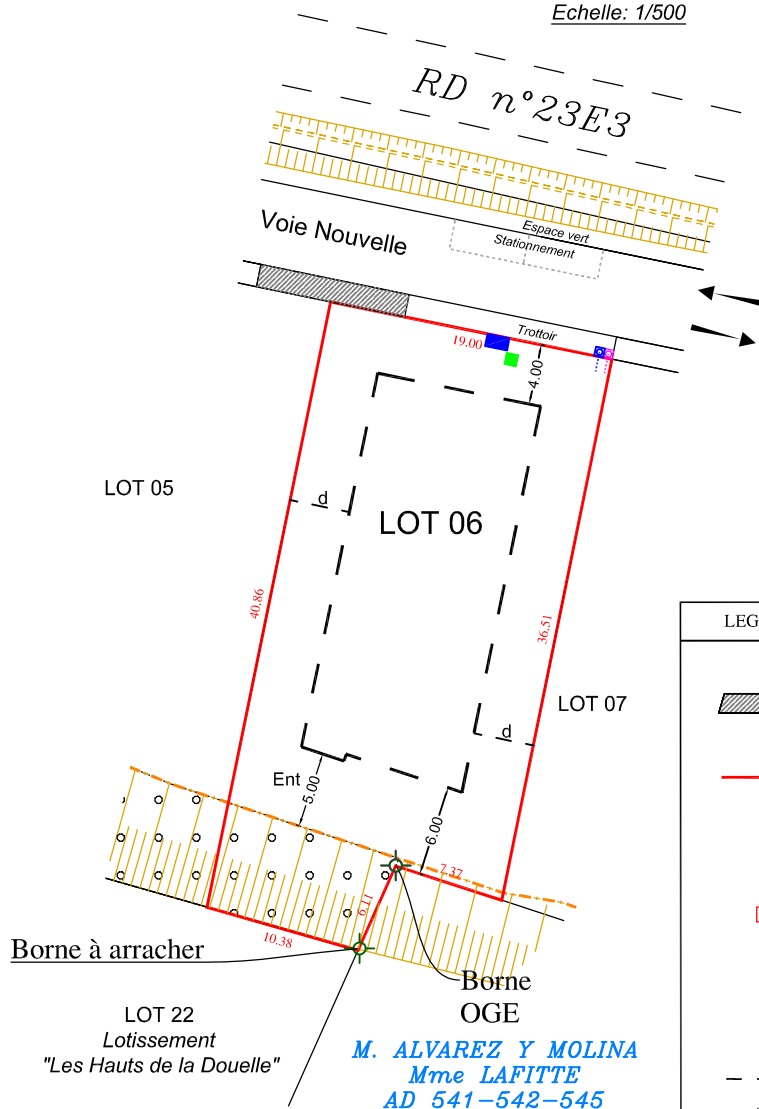 Echelle: 1/500
RD n°23E3
Voie Nouvelle
Espace vert
Stationnement
Trottoir
19.00
4.00
LOT 05
d
LOT 06
40.86
36.51
LEG
LOT 07
d
Ent
5.00
6.00
7.37
6.11
10.38
Borne à arracher
Borne
OGE
LOT 22
Lotissement
"Les Hauts de la Douelle"
M. ALVAREZ Y MOLINA
Mme LAFITTE
AD 541-542-545